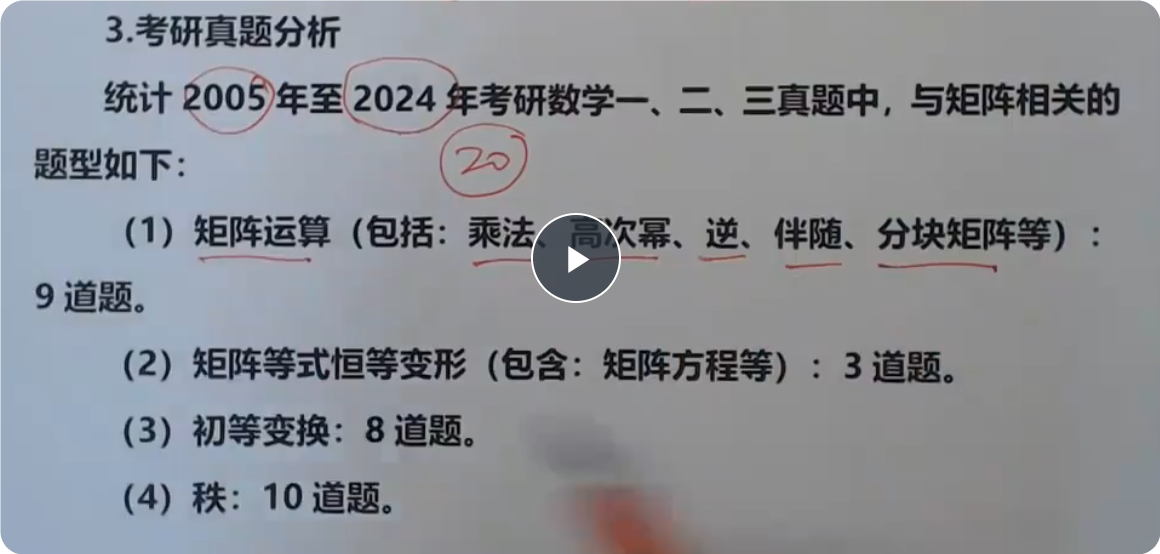 3.考研真题分析
统计 2005 年至 2024 年考研数学一、二、三真题中，与矩阵相关的
题型如下：
20
（1）矩阵运算（包括：乘法、高次幂、逆、伴随、分块矩阵等）：
9 道题。
（2）矩阵等式恒等变形（包含：矩阵方程等）：3 道题。
（3）初等变换：8 道题。
（4）秩：10 道题。